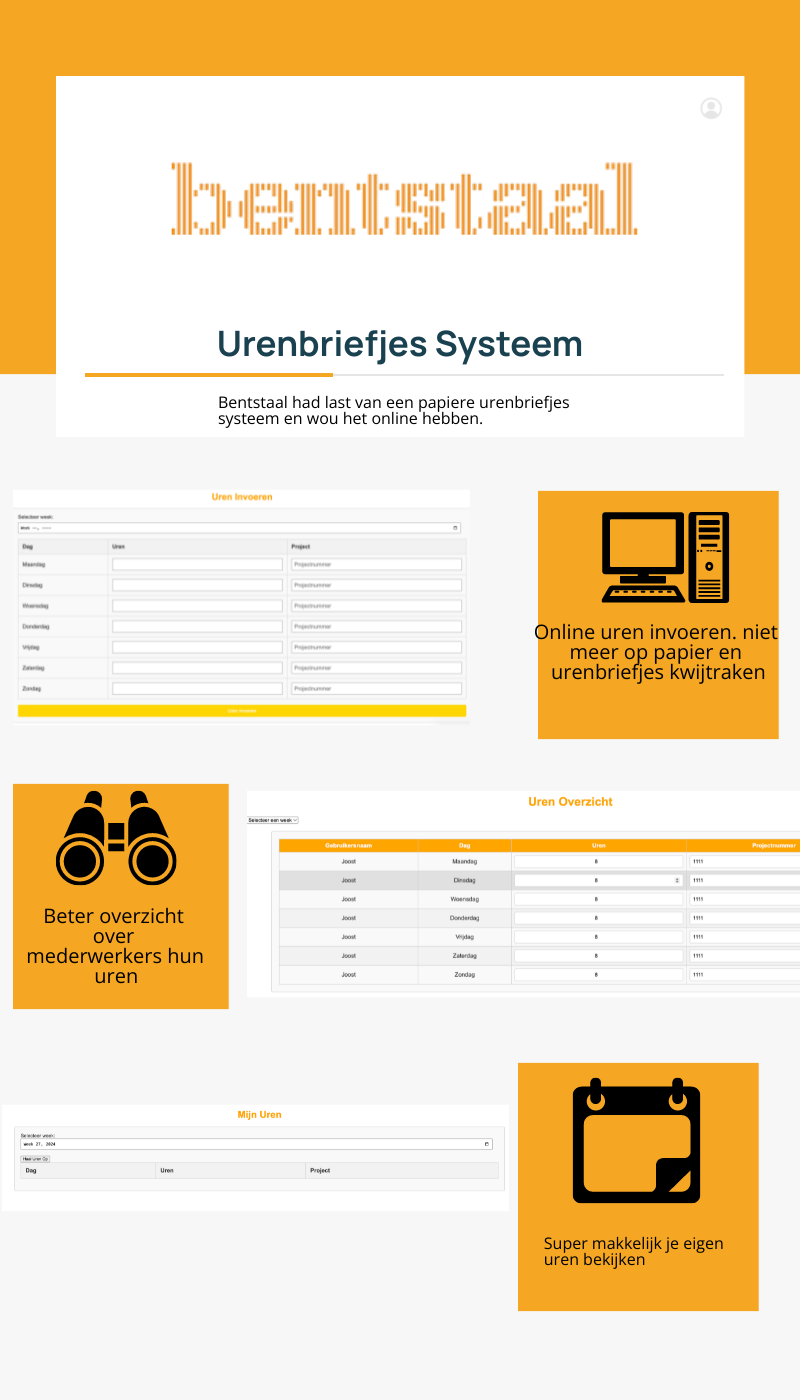 bentstaal
Urenbriefjes Systeem
Bentstaal had last van een papiere urenbriefjes
systeem en wou het online hebben.
Uren Invoeren
Selecteer week:
Week --, ----
Dag Uren Project
Maandag Projectnummer
Dinsdag Projectnummer
Woensdag Projectnummer
Donderdag Projectnummer
Vrijdag Projectnummer
Zaterdag Projectnummer
Zondag Projectnummer
Online uren invoeren. niet
meer op papier en
urenbriefjes kwijtraken
Beter overzicht
over
mederwerkers hun
uren
Uren Overzicht
Selecteer een week
Gebruikersnaam Dag Uren Projectnummer
Joost Maandag 8 1111
Joost Dinsdag 8 1111
Joost Woensdag 8 1111
Joost Donderdag 8 1111
Joost Vrijdag 8 1111
Joost Zaterdag 8 1111
Joost Zondag 8 1111
Mijn Uren
Selecteer week:
Week 27, 2024
Haal Uren Op
Dag Uren Project
Super makkelijk je eigen
uren bekijken